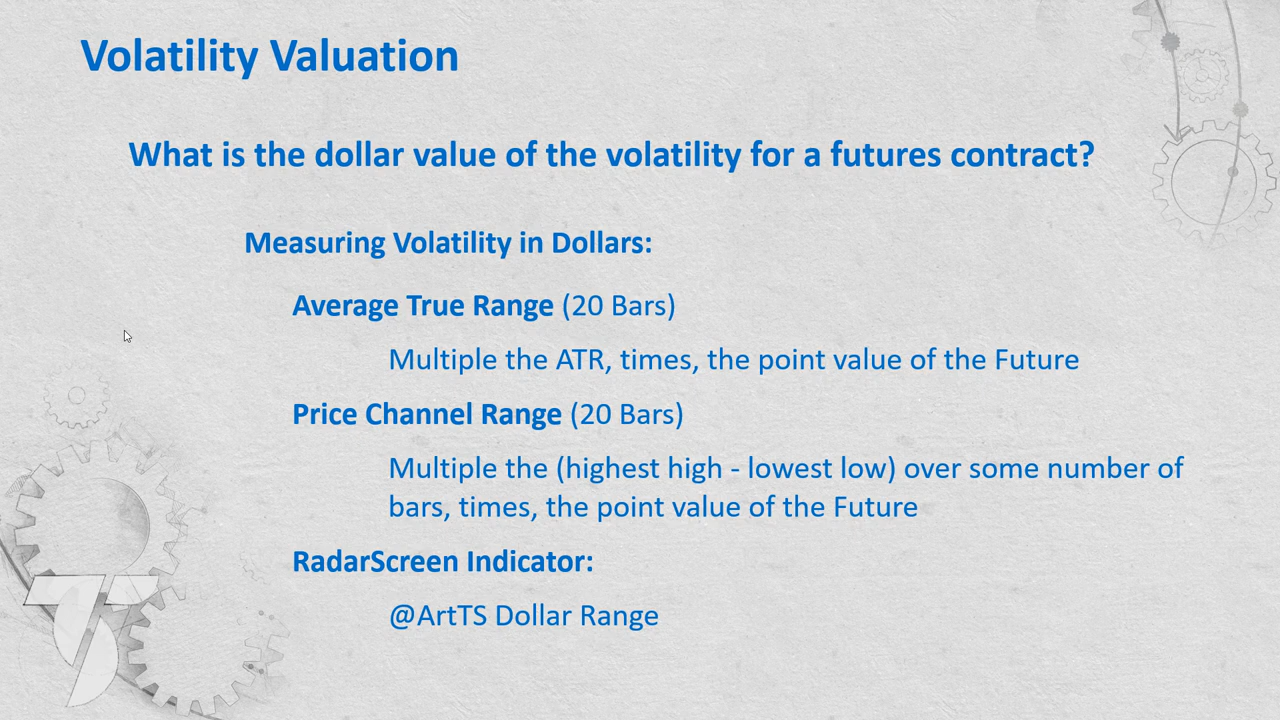 Volatility Valuation
What is the dollar value of the volatility for a futures contract?
Measuring Volatility in Dollars:
Average True Range (20 Bars)
Multiple the ATR, times, the point value of the Future
Price Channel Range (20 Bars)
Multiple the (highest high - lowest low) over some number of
bars, times, the point value of the Future
RadarScreen Indicator:
@ArtTS Dollar Range